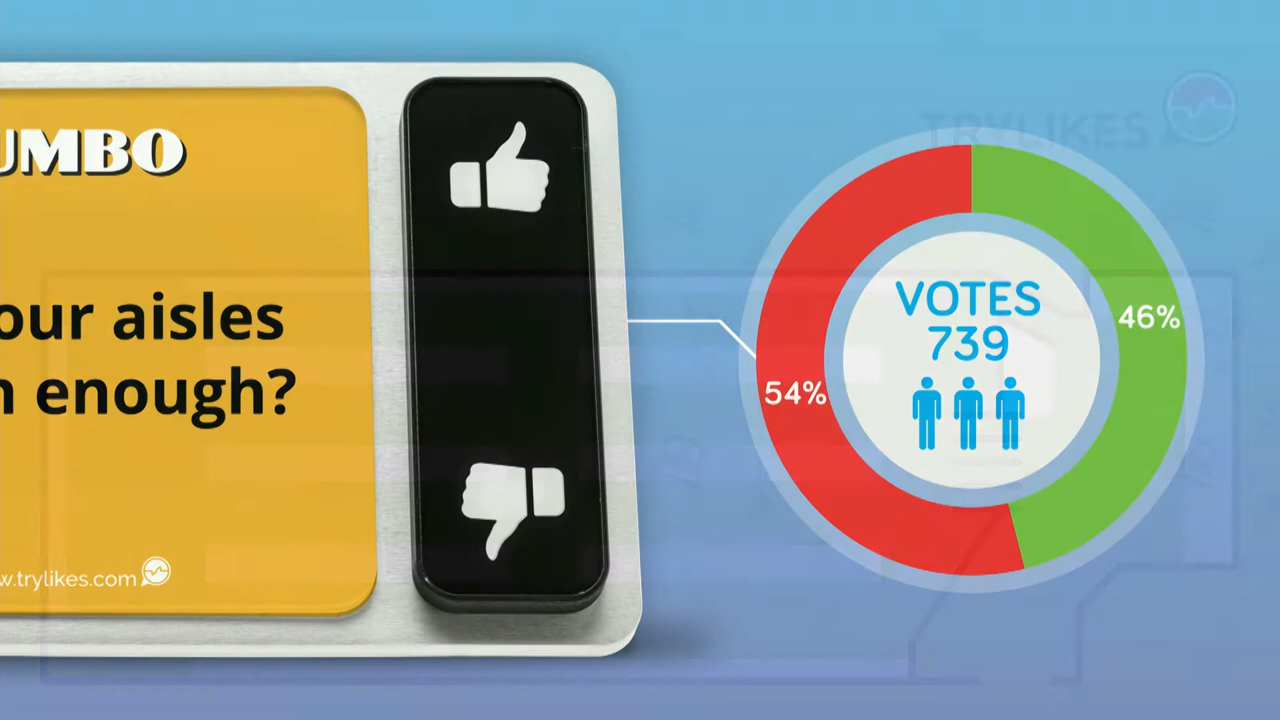 UMBO
our aisles
enough?
w.trylikes.com
TRYLIKES
VOTES
739
46%
54%